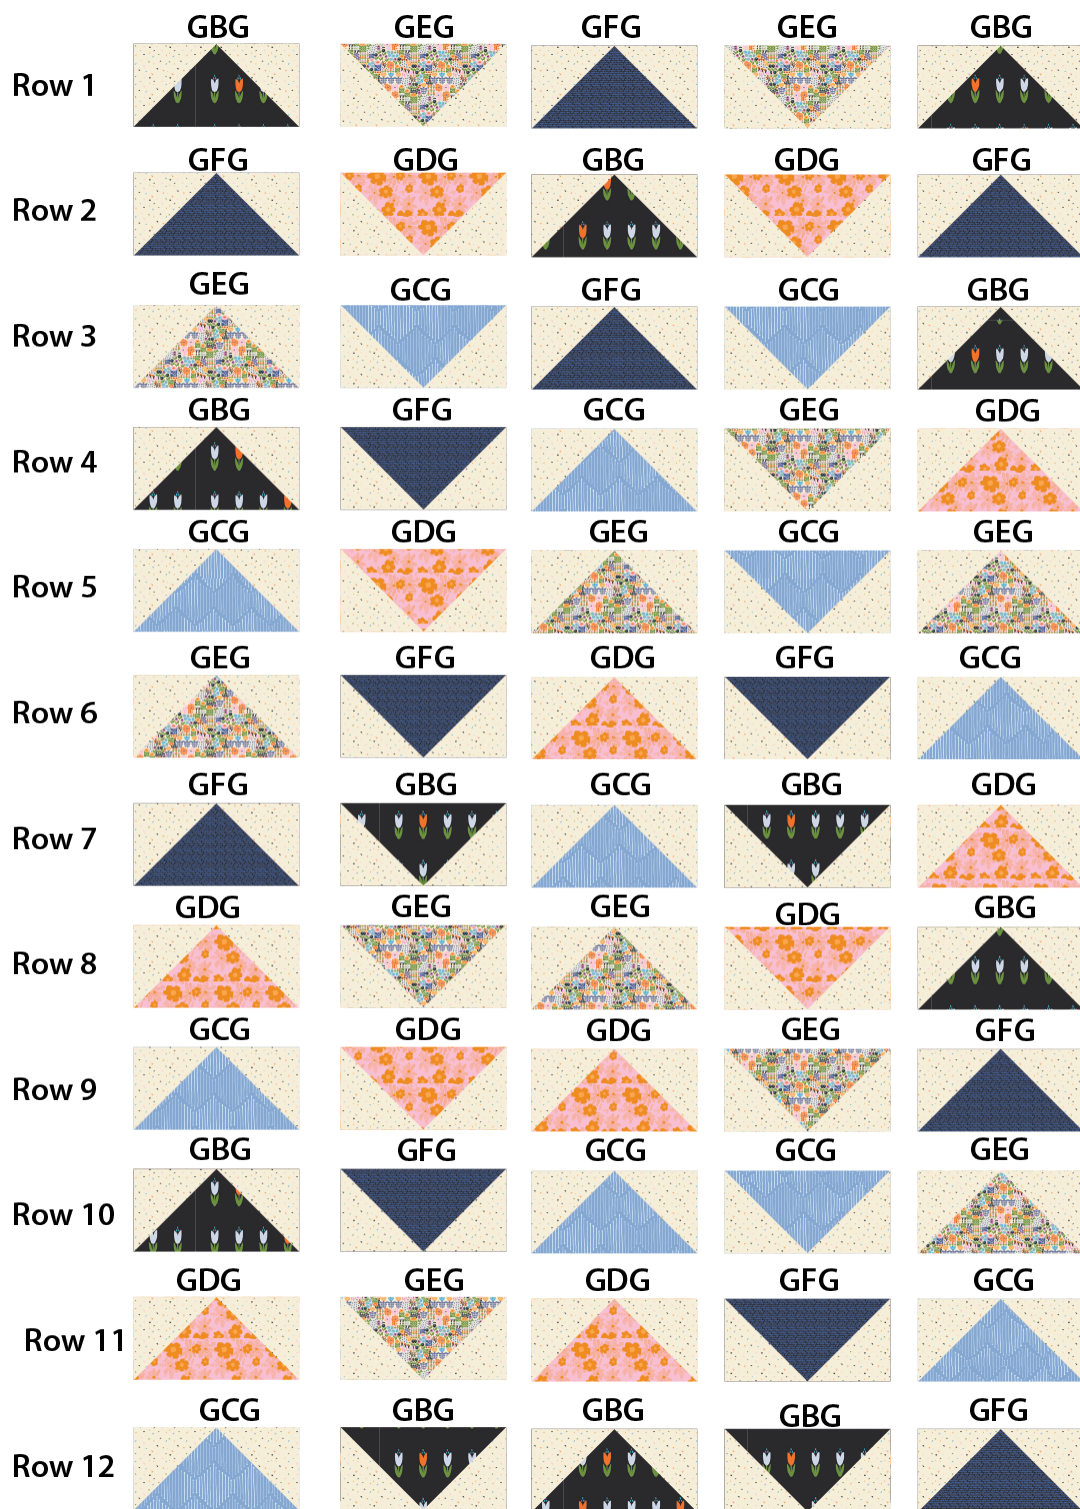 GBG GEG GFG GEG GBG
Row 1
GFG GDG GBG GDG GFG
Row 2
GEG GCG GFG GCG GBG
Row 3
GBG GFG GCG GEG GDG
Row 4
GCG GDG GEG GCG GEG
Row 5
GEG GFG GDG GFG GCG
Row 6
GFG GBG GCG GBG GDG
Row 7
GDG GEG GEG GDG GBG
Row 8
GCG GDG GDG GEG GFG
Row 9
GBG GFG GCG GCG GEG
Row 10
GDG GEG GDG GFG GCG
Row 11
GCG GBG GBG GBG GFG
Row 12